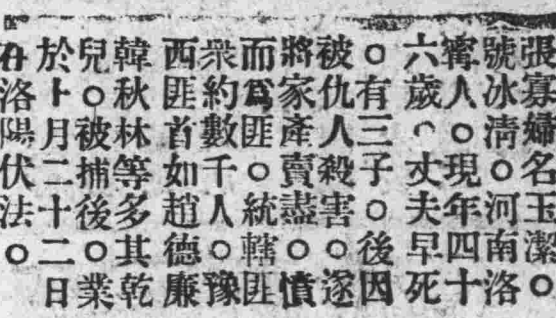 張寡婦名玉潔○
號冰清○河南洛
甯人○現年四十
六歲︵丈夫早死
○有三子○後因
被仇人殺害○遂
將家產賣盡○憤
而爲匪○統轄匪
衆約數千人○豫
西匪首如趙德廉
韓秋林等多其乾
兒○被捕後○業
於卜月二十二日
在洛陽伏法○